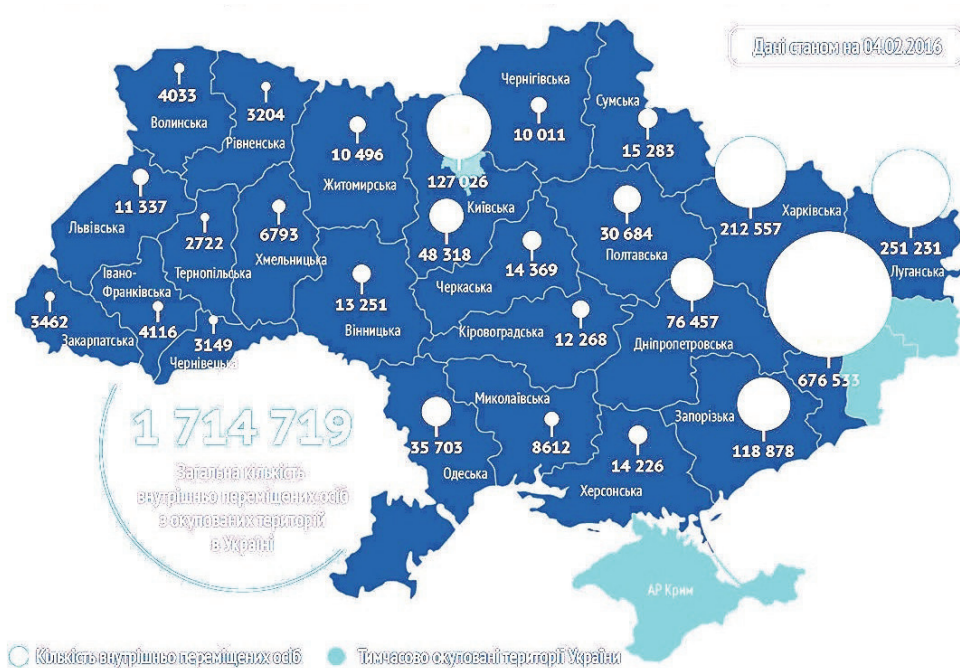 Дані станом на 04.02.2016
4033
Волинська
3204
Рівненська
10 496
Житомирська
127 026
Київська
48 318
Чернігівська
10 011
Сумська
15 283
212 557
Харківська
251 231
Луганська
11 337
Львівська
2722
Тернопільська
6793
Хмельницька
13 251
Вінницька
14 369
Черкаська
30 684
Полтавська
Івано-
Франківська
4116
3462
Закарпатська
3149
Чернівецька
Кіровоградська
12 268
76 457
Дніпропетровська
676 533
1 714 719
Загальна кількість
внутрішньо переміщених осіб
з окупованих територій
в Україні
35 703
Одеська
Миколаївська
8612
14 226
Херсонська
Запорізька
118 878
АР Крим
Кількість внутрішньо переміщених осіб
Тимчасово окуповані території України